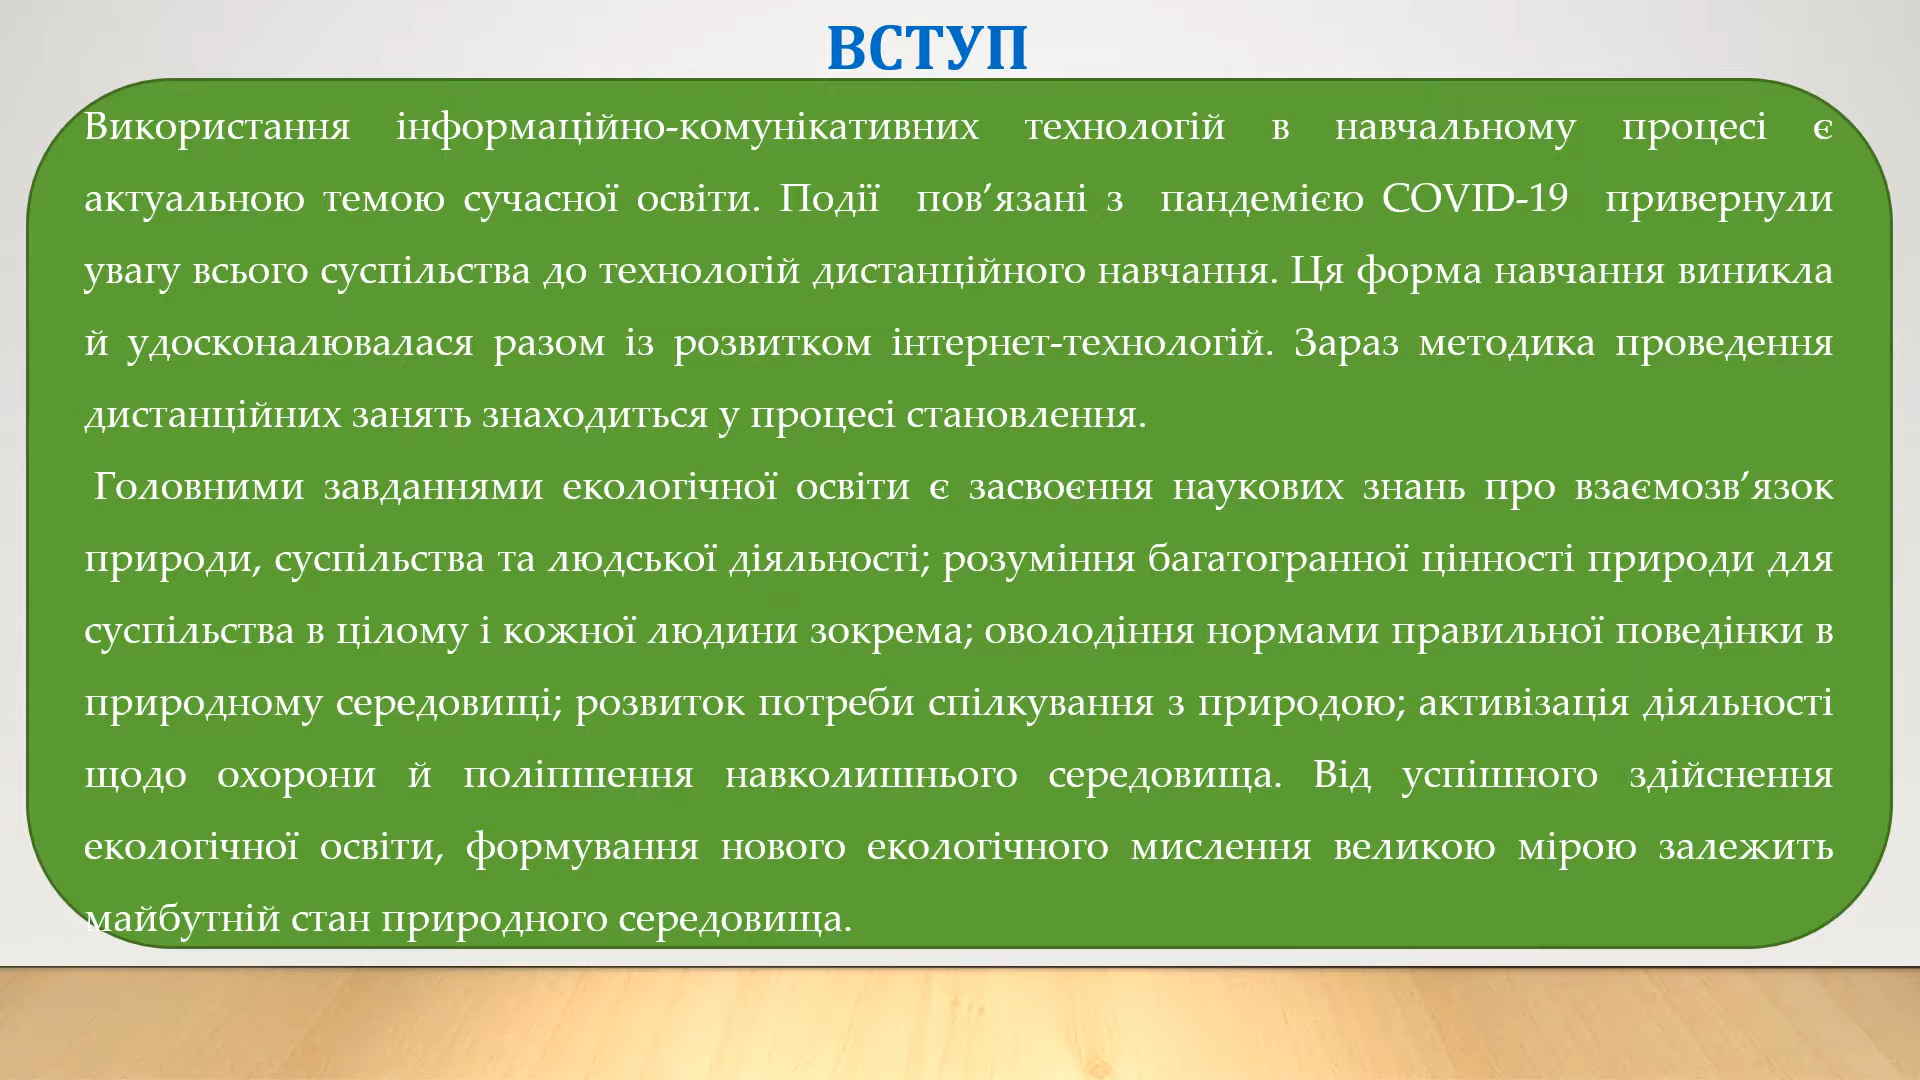 ВСТУП
Використання інформаційно-комунікативних технологій в навчальному процесі є
актуальною темою сучасної освіти. Події пов’язані з пандемією COVID-19 привернули
увагу всього суспільства до технологій дистанційного навчання. Ця форма навчання виникла
й удосконалювалася разом із розвитком інтернет-технологій. Зараз методика проведення
дистанційних занять знаходиться у процесі становлення.
Головними завданнями екологічної освіти є засвоєння наукових знань про взаємозв’язок
природи, суспільства та людської діяльності; розуміння багатогранної цінності природи для
суспільства в цілому і кожної людини зокрема; оволодіння нормами правильної поведінки в
природному середовищі; розвиток потреби спілкування з природою; активізація діяльності
щодо охорони й поліпшення навколишнього середовища. Від успішного здійснення
екологічної освіти, формування нового екологічного мислення великою мірою залежить
майбутній стан природного середовища.